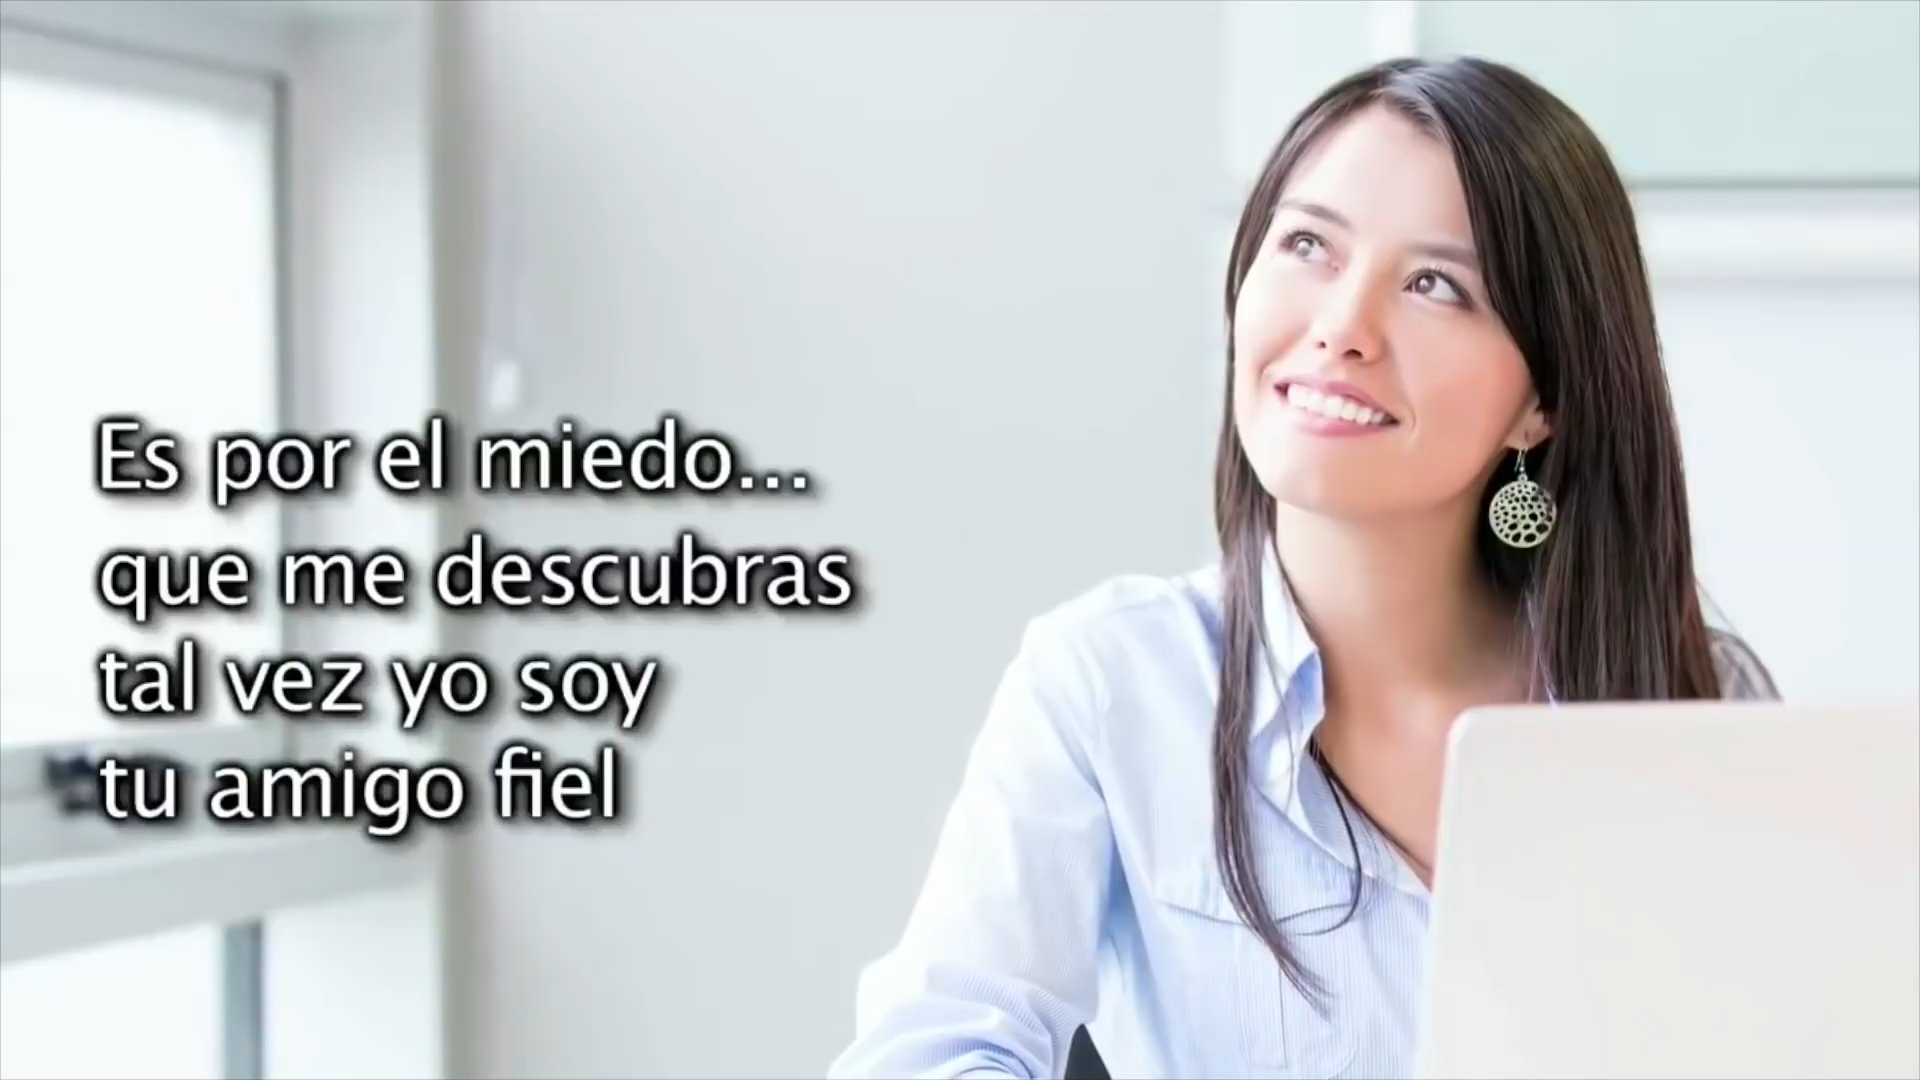 Es por el miedo...
que me descubras
tal vez yo soy
tu amigo fiel